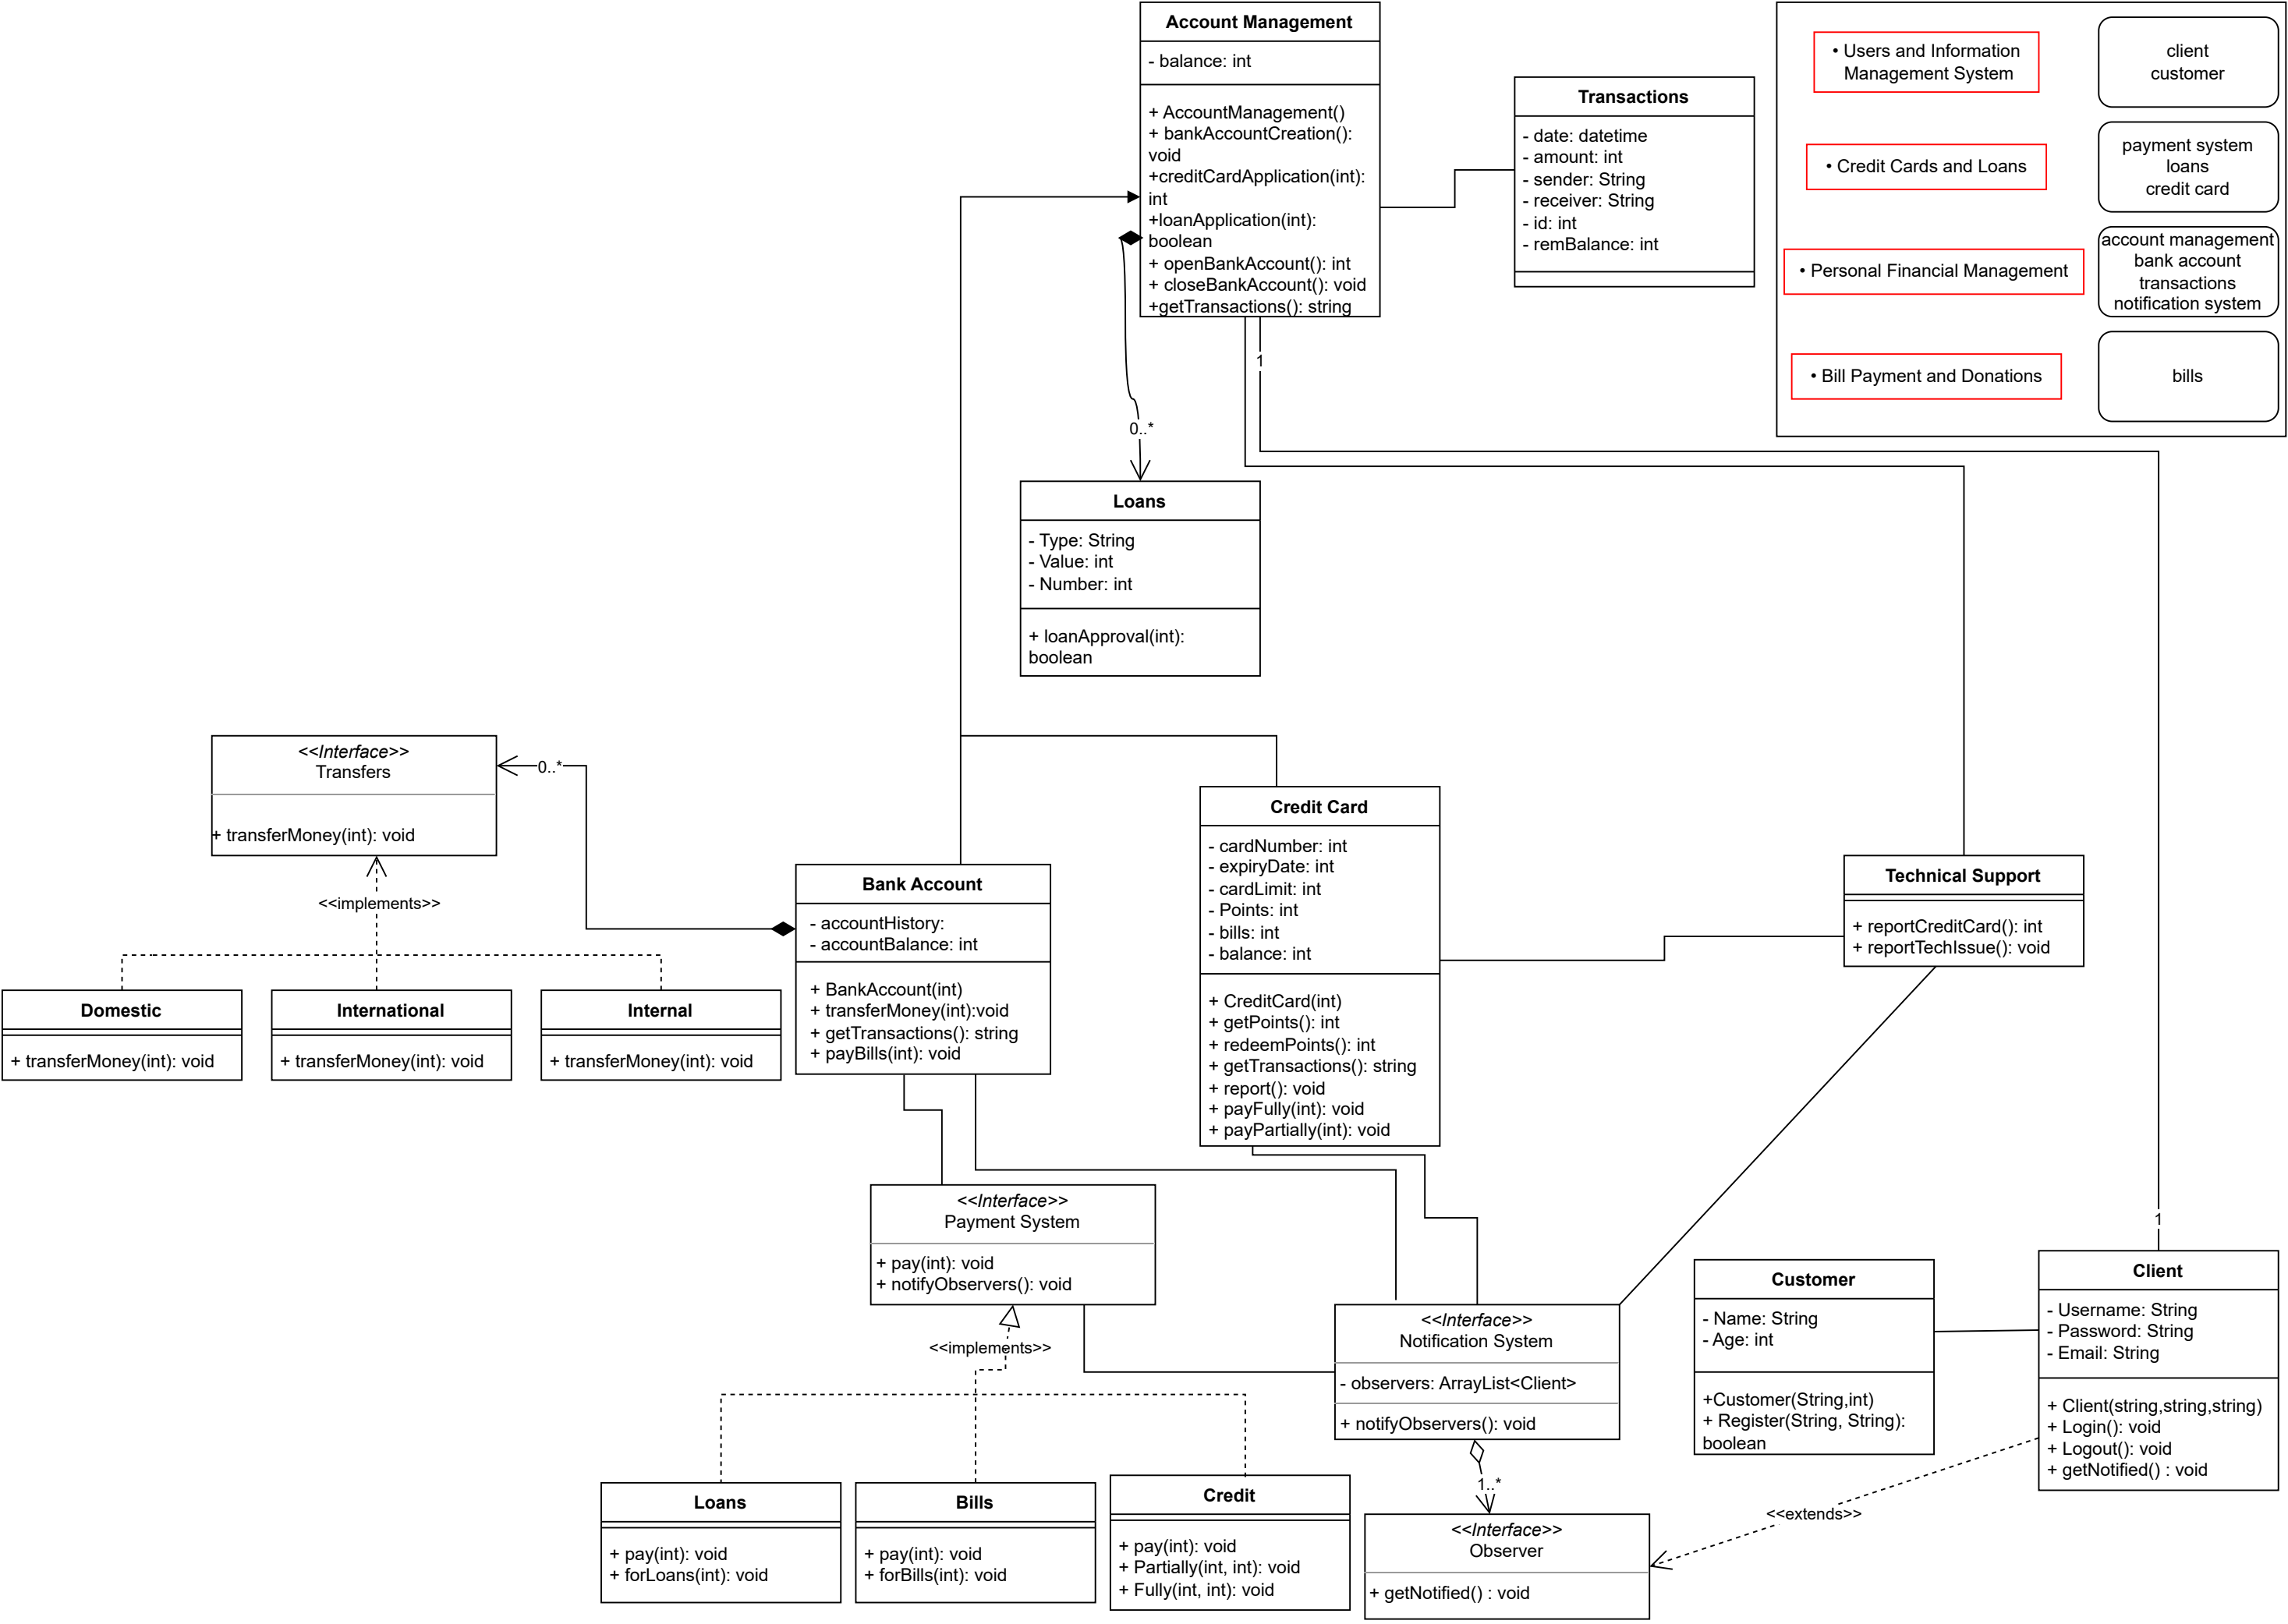 Account Management
- balance: int
+ AccountManagement()
+ bankAccountCreation():
void
+creditCardApplication(int):
int
+loanApplication(int):
boolean
+ openBankAccount(): int
+ closeBankAccount(): void
+getTransactions(): string
Transactions
- date: datetime
- amount: int
- sender: String
- receiver: String
- id: int
- remBalance: int
• Users and Information
Management System
client
customer
• Credit Cards and Loans
payment system
loans
credit card
• Personal Financial Management
account management
bank account
transactions
notification system
• Bill Payment and Donations
bills
1
0..*
Loans
- Type: String
- Value: int
- Number: int
+ loanApproval(int):
boolean
<<Interface>>
Transfers
+ transferMoney(int): void
0..*
<<implements>>
Domestic
+ transferMoney(int): void
International
+ transferMoney(int): void
Internal
+ transferMoney(int): void
Bank Account
- accountHistory:
- accountBalance: int
+ BankAccount(int)
+ transferMoney(int):void
+ getTransactions(): string
+ payBills(int): void
Credit Card
- cardNumber: int
- expiryDate: int
- cardLimit: int
- Points: int
- bills: int
- balance: int
+ CreditCard(int)
+ getPoints(): int
+ redeemPoints(): int
+ getTransactions(): string
+ report(): void
+ payFully(int): void
+ payPartially(int): void
Technical Support
+ reportCreditCard(): int
+ reportTechIssue(): void
<<Interface>>
Payment System
+ pay(int): void
+ notifyObservers(): void
<<implements>>
Loans
+ pay(int): void
+ forLoans(int): void
Bills
+ pay(int): void
+ forBills(int): void
Credit
+ pay(int): void
+ Partially(int, int): void
+ Fully(int, int): void
<<Interface>>
Notification System
- observers: ArrayList<Client>
+ notifyObservers(): void
1..*
<<Interface>>
Observer
+ getNotified() : void
Customer
- Name: String
- Age: int
+Customer(String,int)
+ Register(String, String):
boolean
1
Client
- Username: String
- Password: String
- Email: String
+ Client(string,string,string)
+ Login(): void
+ Logout(): void
+ getNotified() : void
<<extends>>